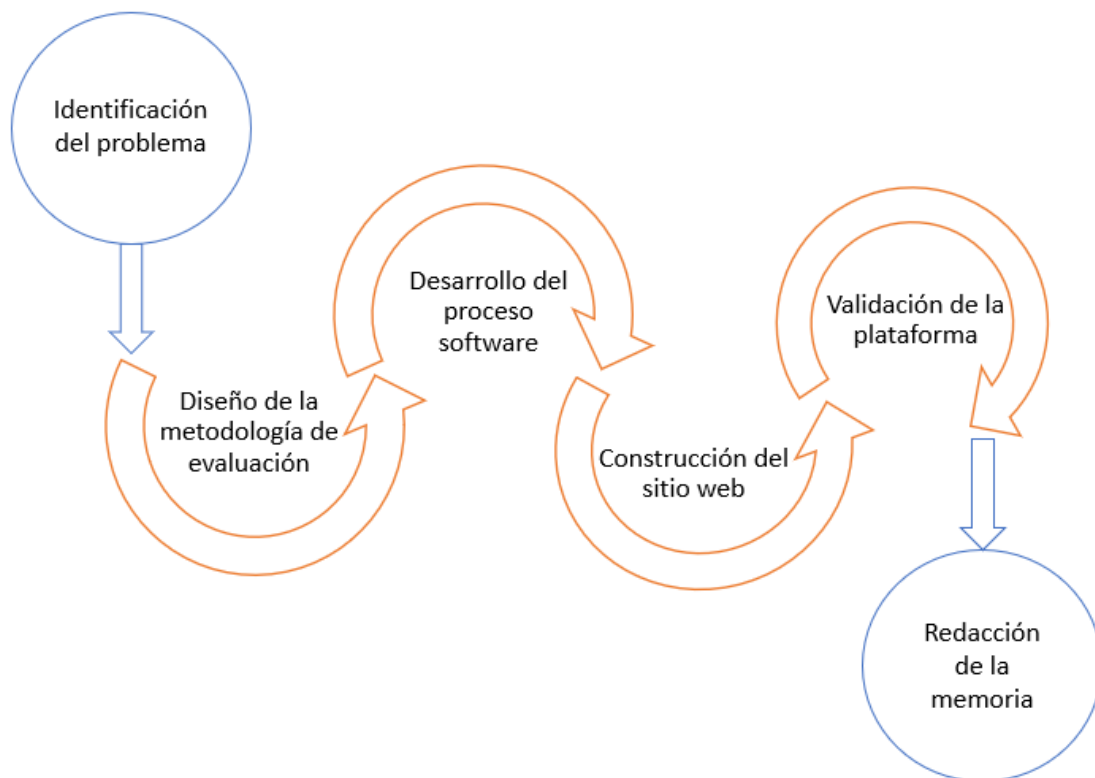 Identificación
del problema
Diseño de la
metodología de
evaluación
Desarrollo del
proceso
software
Construcción del
sitio web
Validación de la
plataforma
Redacción
de la
memoria